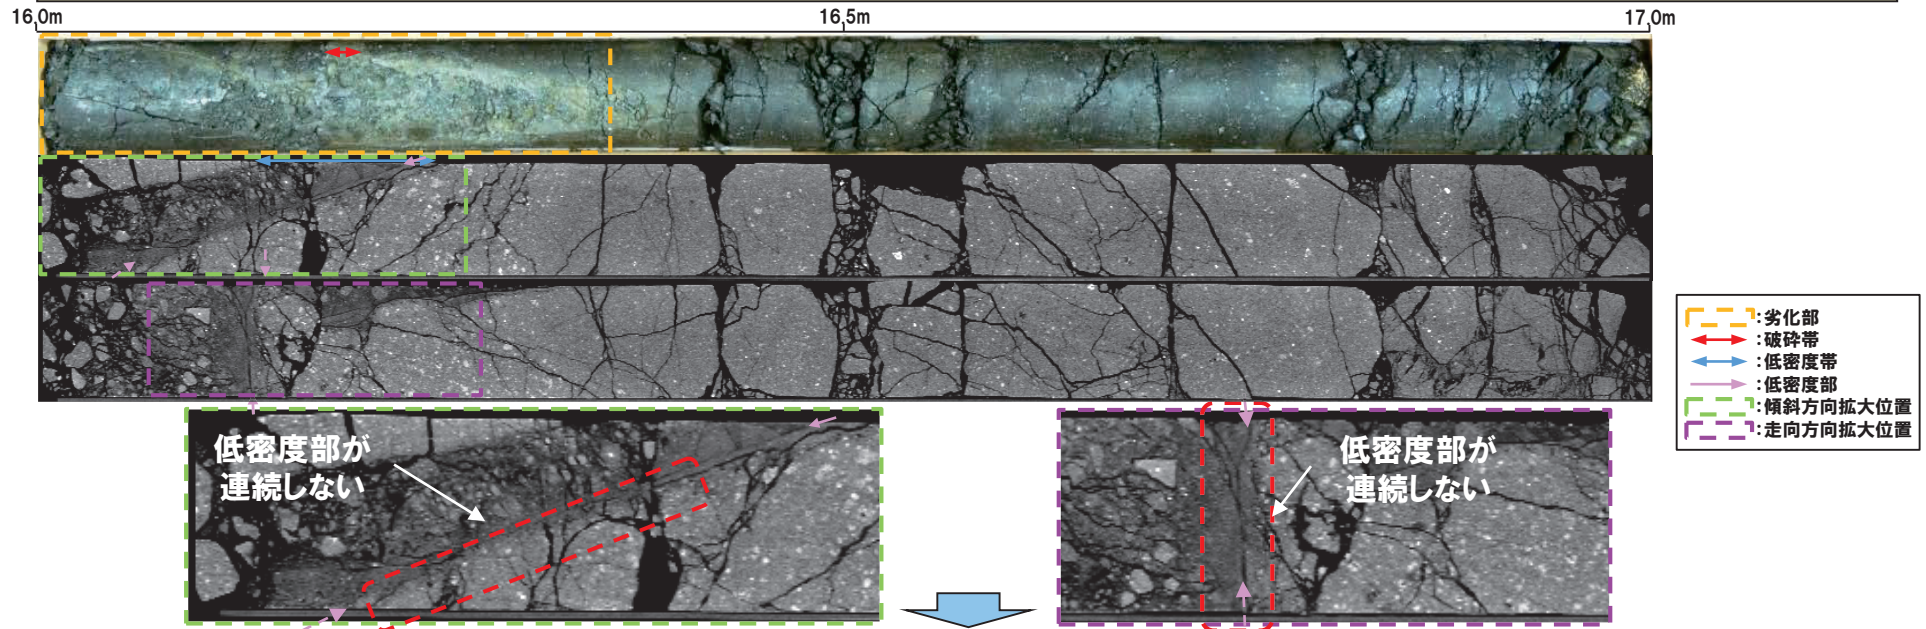 16.0m
16.5m
17.0m
:劣化部
:破砕帯
:低密度帯
:低密度部
:傾斜方向拡大位置
:走向方向拡大位置
低密度部が
連続しない
低密度部が
連続しない